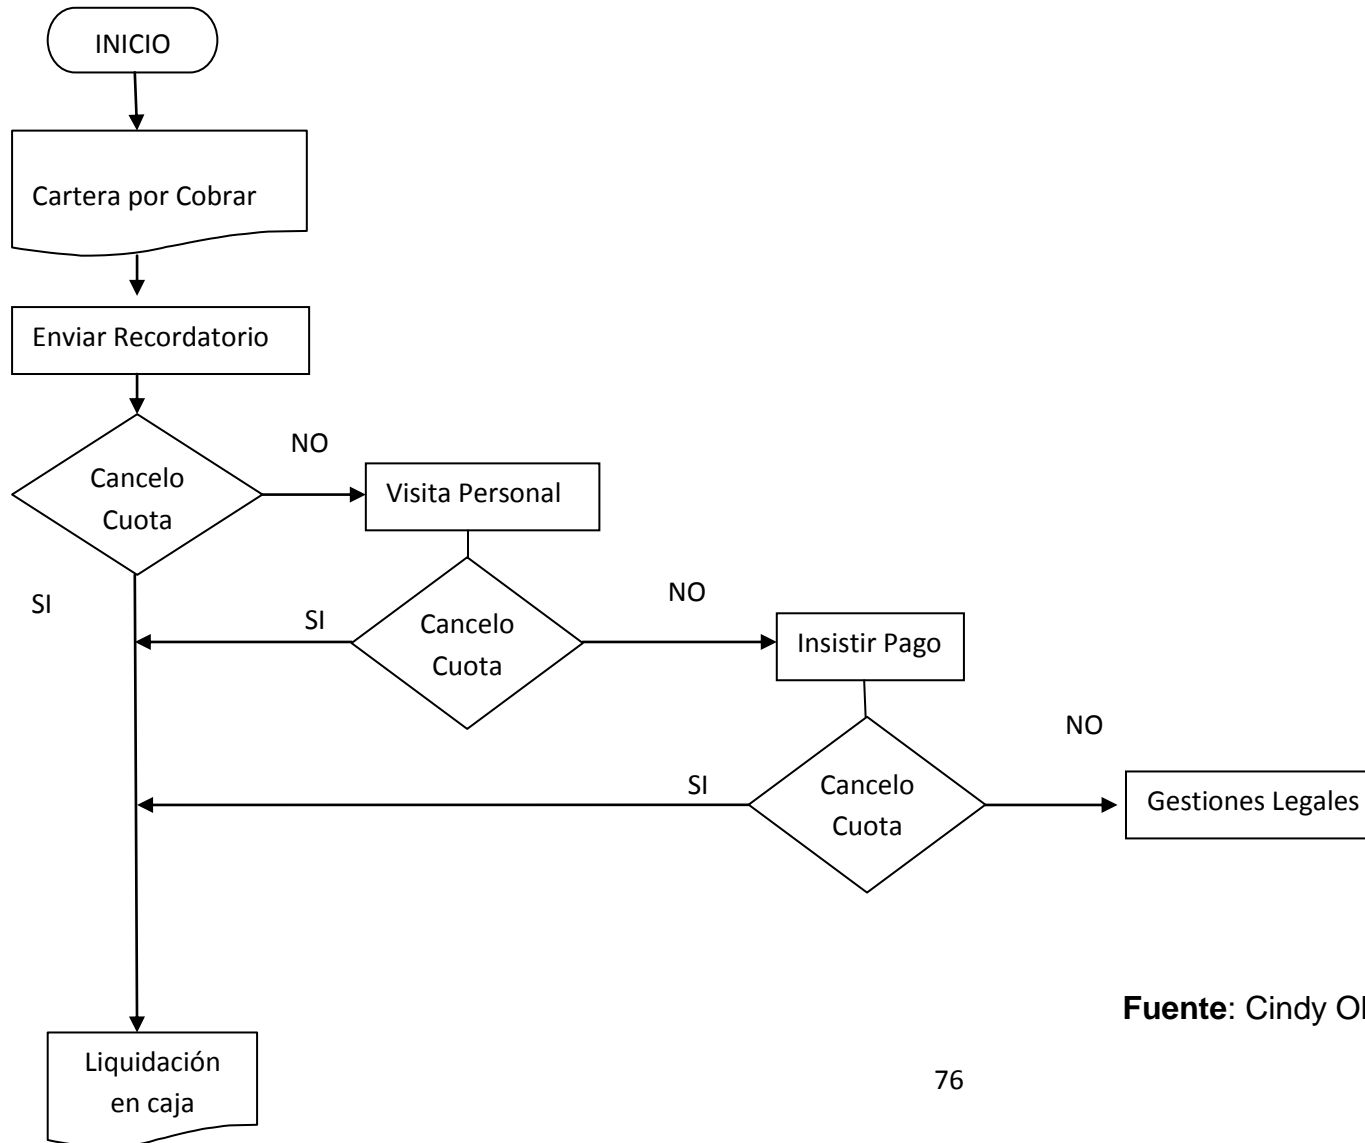 INICIO
Cartera por Cobrar
Enviar Recordatorio
NO
Cancelo
Cuota
Visita Personal
SI
SI
Cancelo
Cuota
NO
Insistir Pago
NO
SI
Cancelo
Cuota
Gestiones Legales
Fuente: Cindy
Liquidación
en caja
76